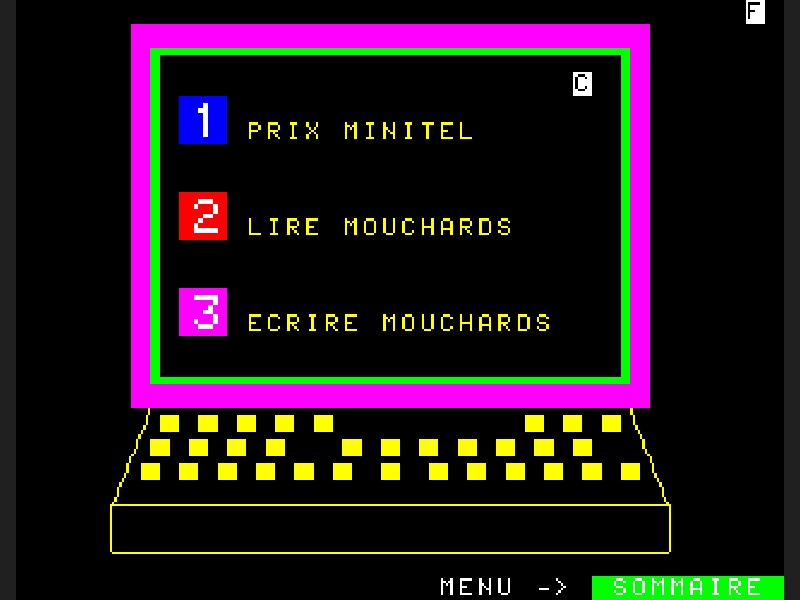 F
C
1 PRIX MINITEL
2 LIRE MOUCHARDS
3 ECRIRE MOUCHARDS
MENU -> SOMMAIRE